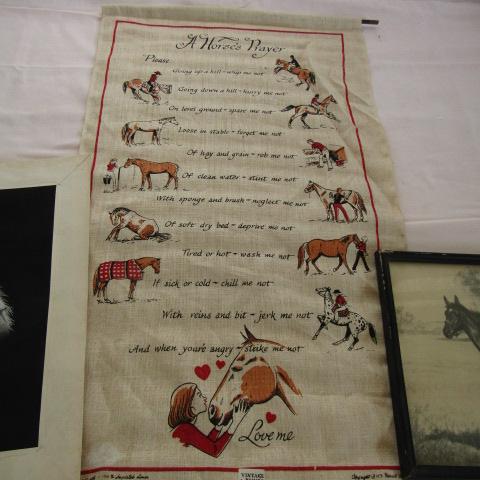 A Horse's Prayer
Please
Going up a hill - whip me not
Going down a hill - hurry me not
On level ground - spare me not
Loose in stable - forget me not
Of hay and grain - rob me not
Of clean water - stint me not
With sponge and brush - neglect me not
Of soft dry bed - deprive me not
Tired or hot - wash me not
If sick or cold - chill me not
With reins and bit - jerk me not
And when you're angry - strike me not
Love me
VINTAGE